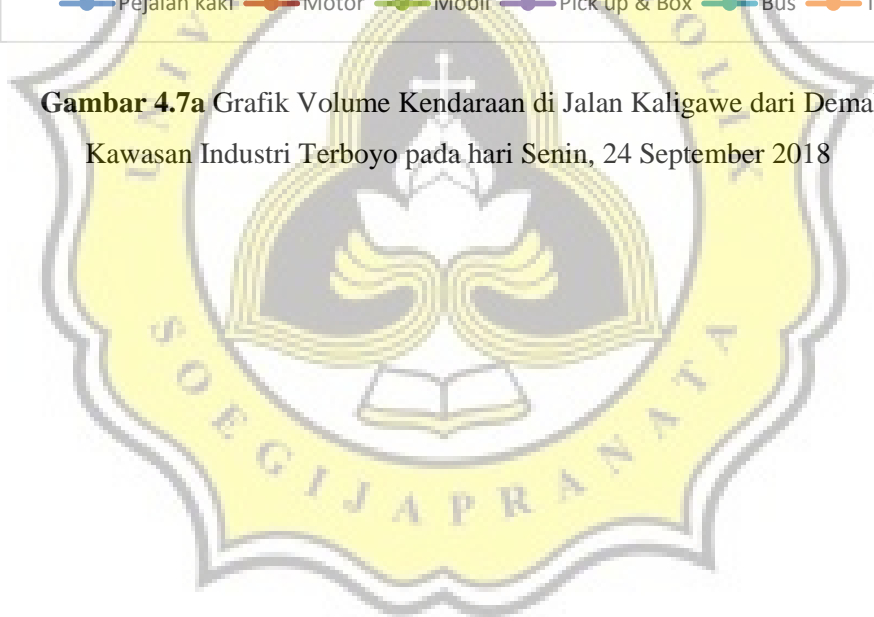 Pejalan kaki Motor Mobil Pick up & Box Bus
Gambar 4.7a Grafik Volume Kendaraan di Jalan Kaligawe dari
Kawasan Industri Terboyo pada hari Senin, 24 September 2018
SOEGIJAPRANATA